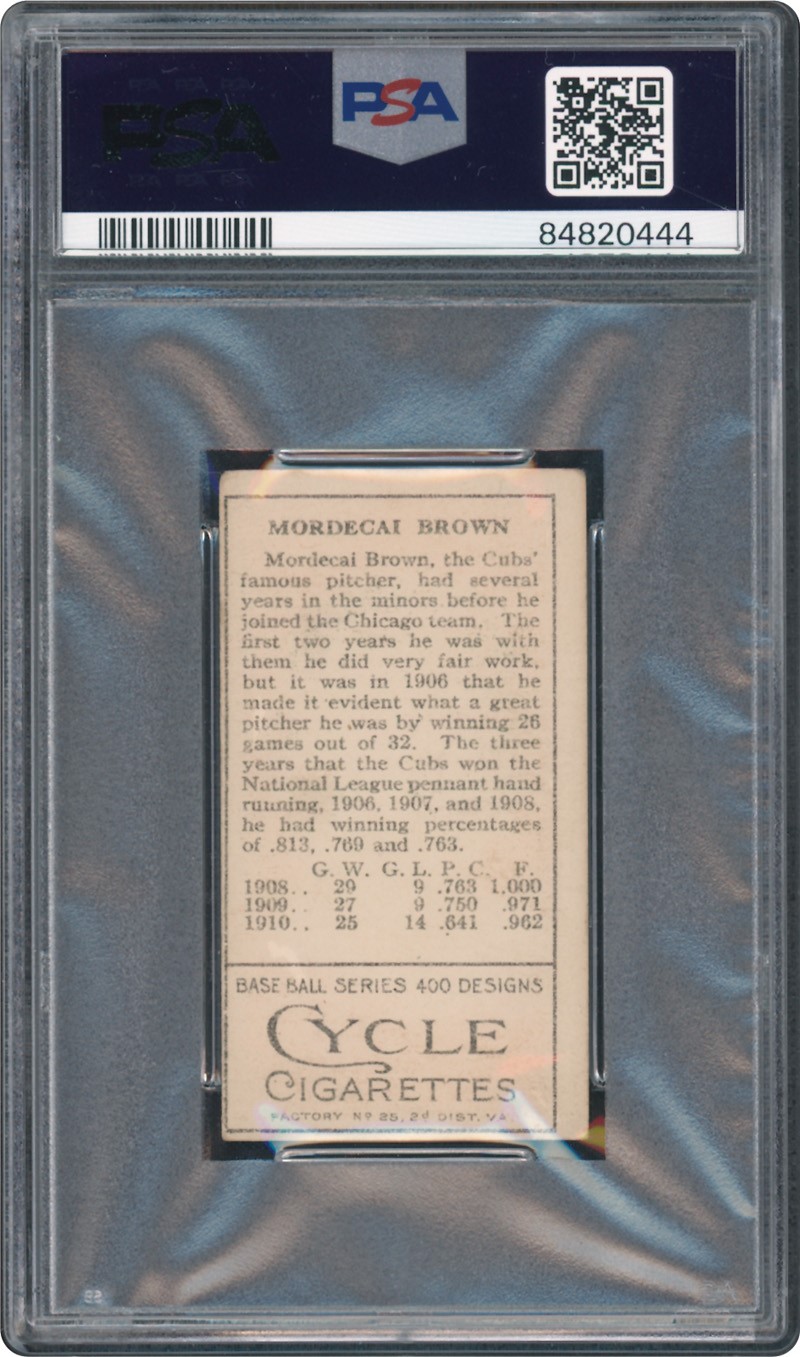 PSA
PSA
84820444
MORDECAI BROWN
Mordecai Brown, the Cubs'
famous pitcher, had several
years in the minors before he
joined the Chicago team. The
first two years he was with
them he did very fair work,
but it was in 1906 that he
made it evident what a great
pitcher he was by winning 26
games out of 32. The three
years that the Cubs won the
National League pennant hand
running, 1906, 1907, and 1908,
he had winning percentages
of .813, .769 and .763.
G. W. G. L. P. C. F.
1908.. 29 9 .763 1.000
1909.. 27 9 .750 .971
1910.. 25 14 .641 .962
BASE BALL SERIES 400 DESIGNS
CYCLE
CIGARETTES
FACTORY Nº 25, 2d DIST. VA